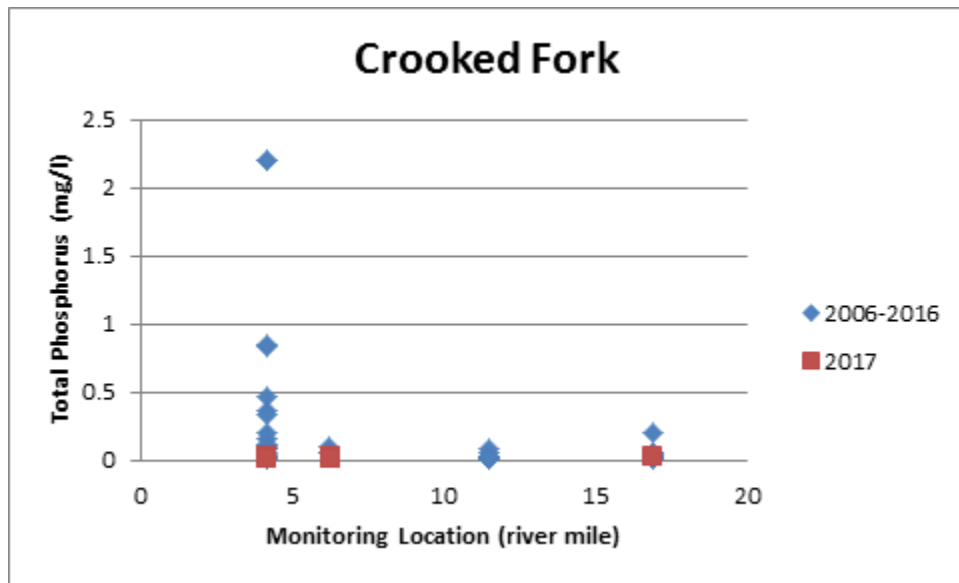 Crooked Fork
Total Phosphorus (mg/l)
2.5
2
1.5
1
0.5
0
0 5 10 15 20
Monitoring Location (river mile)
2006-2016
2017